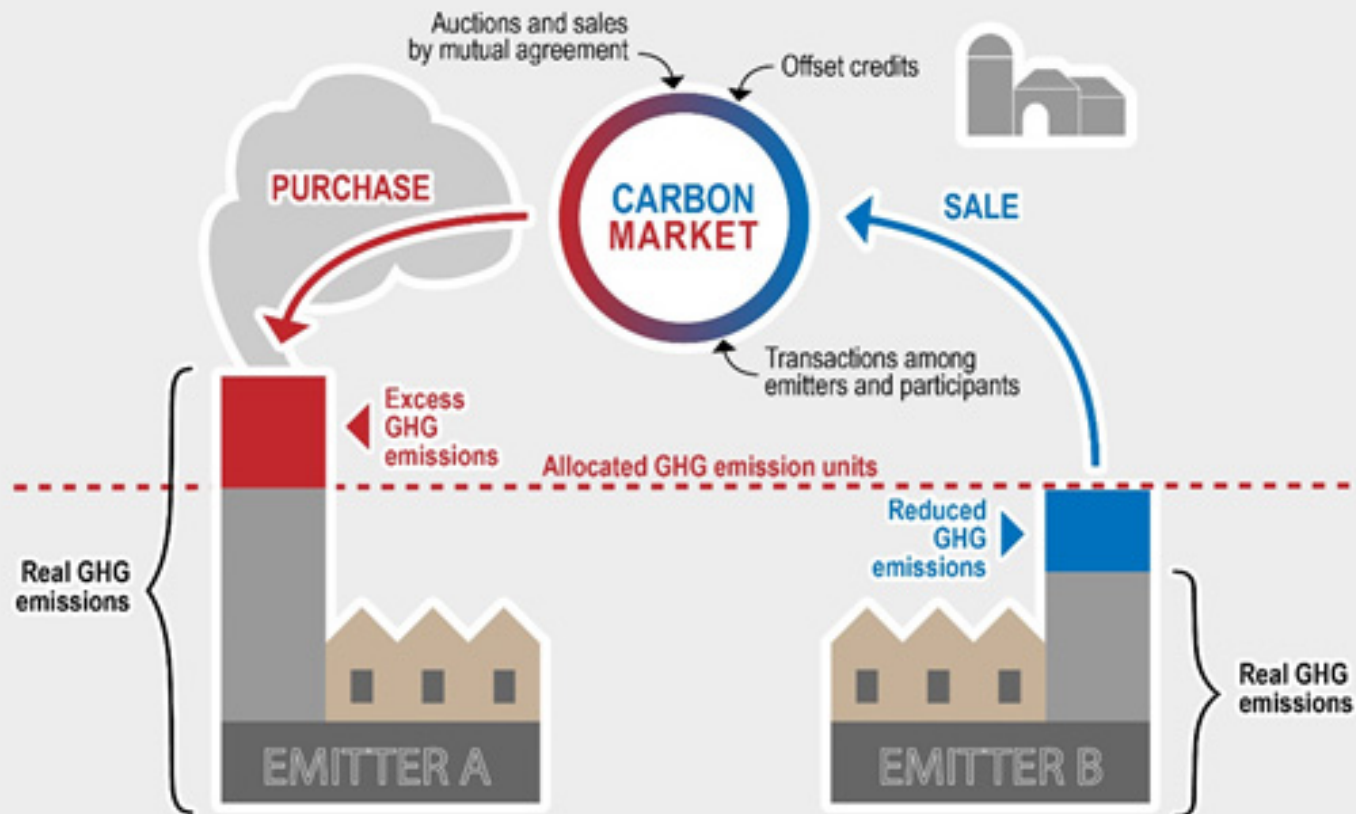 Auctions and sales
by mutual agreement
Offset credits
PURCHASE
CARBON
MARKET
SALE
Transactions among
emitters and participants
Excess
GHG
emissions
Allocated GHG emission units
Reduced
GHG
emissions
Real GHG
emissions
Real GHG
emissions
EMITTER A
EMITTER B